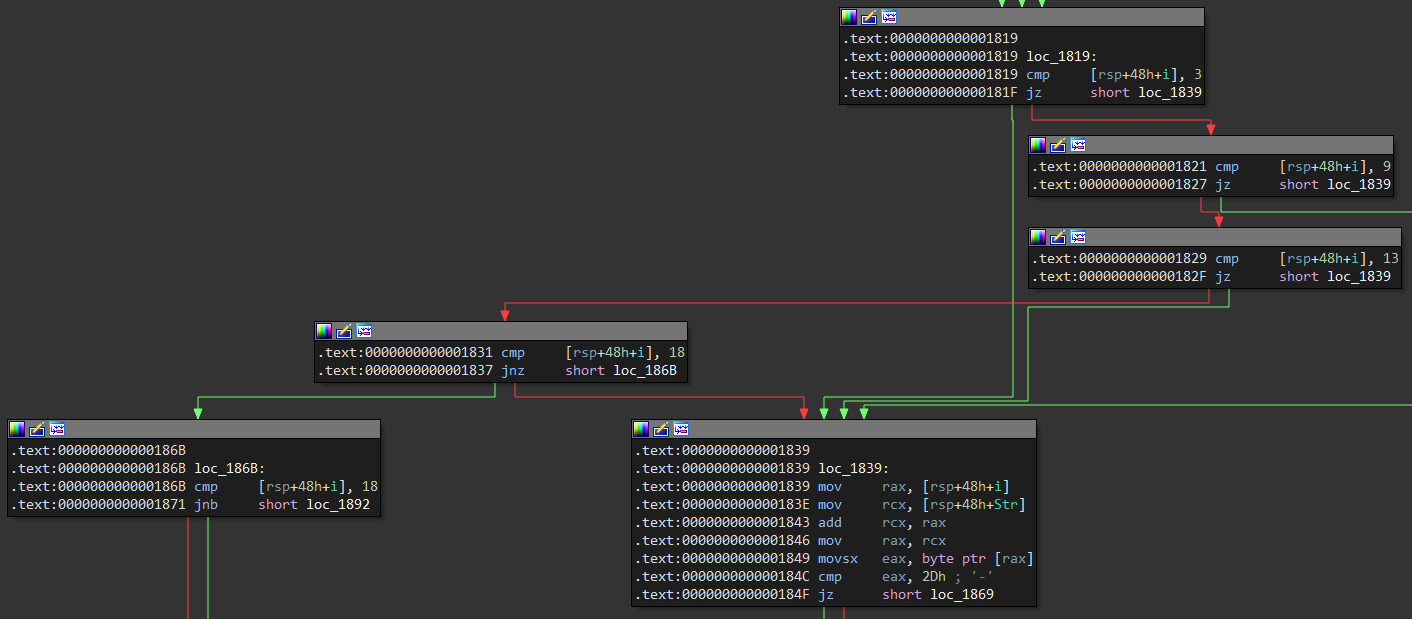 .text:0000000000001819
.text:0000000000001819 loc_1819:
.text:0000000000001819 cmp     [rsp+48h+i], 3
.text:000000000000181F jz      short loc_1839
.text:0000000000001821 cmp     [rsp+48h+i], 9
.text:0000000000001827 jz      short loc_1839
.text:0000000000001829 cmp     [rsp+48h+i], 13
.text:000000000000182F jz      short loc_1839
.text:0000000000001831 cmp     [rsp+48h+i], 18
.text:0000000000001837 jnz     short loc_186B
.text:000000000000186B
.text:000000000000186B loc_186B:
.text:000000000000186B cmp     [rsp+48h+i], 18
.text:0000000000001871 jnb     short loc_1892
.text:0000000000001839
.text:0000000000001839 loc_1839:
.text:0000000000001839 mov     rax, [rsp+48h+i]
.text:000000000000183E mov     rcx, [rsp+48h+Str]
.text:0000000000001843 add     rcx, rax
.text:0000000000001846 mov     rax, rcx
.text:0000000000001849 movsx   eax, byte ptr [rax]
.text:000000000000184C cmp     eax, 2Dh ; '-'
.text:000000000000184F jz      short loc_1869